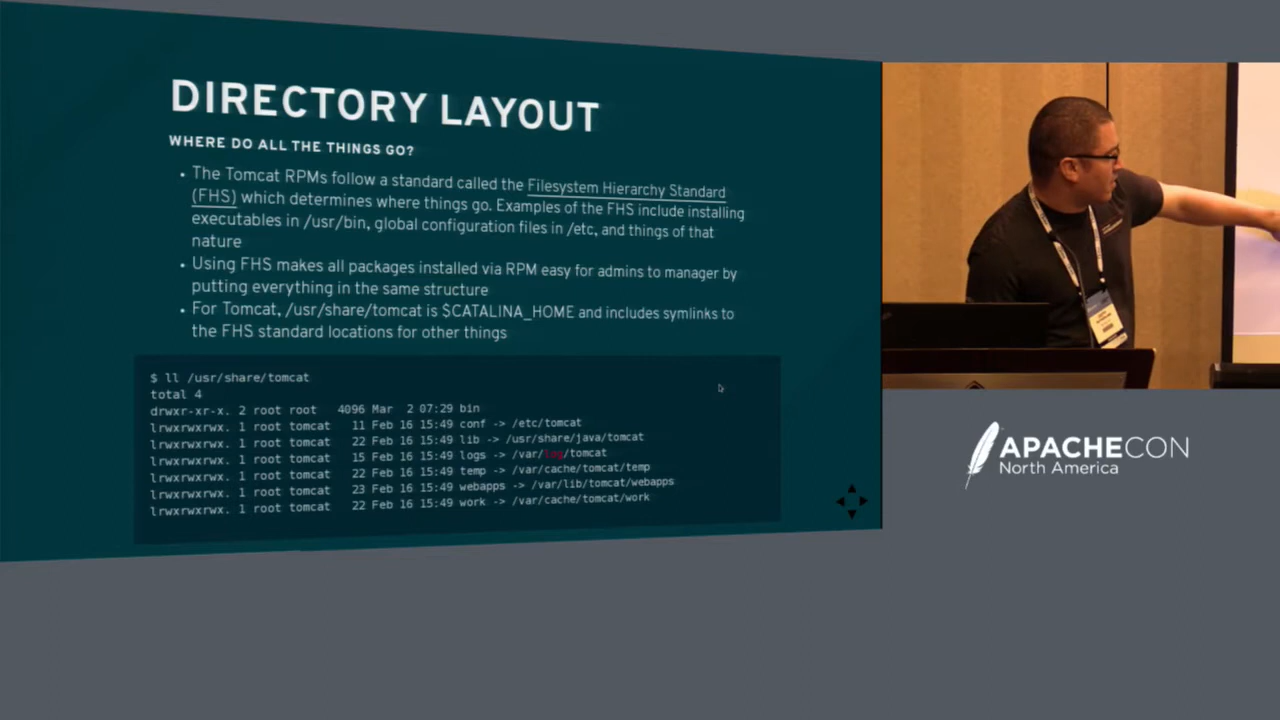 DIRECTORY LAYOUT
WHERE DO ALL THE THINGS GO?
• The Tomcat RPMs follow a standard called the Filesystem Hierarchy Standard
(FHS) which determines where things go. Examples of the FHS include installing
executables in /usr/bin, global configuration files in /etc, and things of that
nature
• Using FHS makes all packages installed via RPM easy for admins to manager by
putting everything in the same structure
• For Tomcat, /usr/share/tomcat is $CATALINA_HOME and includes symlinks to
the FHS standard locations for other things
$ ll /usr/share/tomcat
total 4
drwxr-xr-x. 2 root root 4096 Mar 2 07:29 bin
lrwxrwxrwx. 1 root tomcat 11 Feb 16 15:49 conf -> /etc/tomcat
lrwxrwxrwx. 1 root tomcat 22 Feb 16 15:49 lib -> /usr/share/java/tomcat
lrwxrwxrwx. 1 root tomcat 15 Feb 16 15:49 logs -> /var/log/tomcat
lrwxrwxrwx. 1 root tomcat 22 Feb 16 15:49 temp -> /var/cache/tomcat/temp
lrwxrwxrwx. 1 root tomcat 23 Feb 16 15:49 webapps -> /var/lib/tomcat/webapps
lrwxrwxrwx. 1 root tomcat 22 Feb 16 15:49 work -> /var/cache/tomcat/work
APACHECON
North America